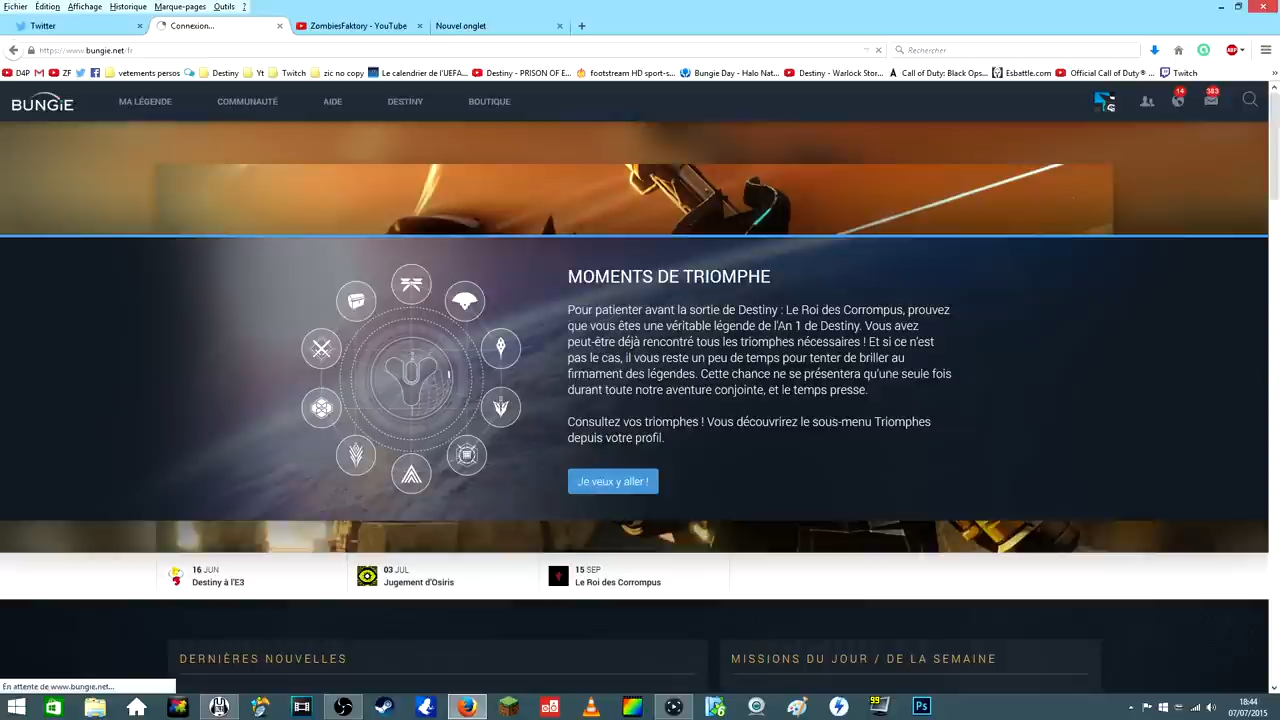 Fichier Édition Affichage Historique Marque-pages Outils ?
Twitter × Connexion... × ZombiesFaktory - YouTube × Nouvel onglet × +
https://www.bungie.net/fr Rechercher ABP
D4P ZF vetements persos Destiny Yt Twitch zic no copy Le calendrier de l'UEFA... Destiny - PRISON OF E... footstream HD sport-s... Bungie Day - Halo Nat... Destiny - Warlock Stor... Call of Duty: Black Ops... Esbattle.com Official Call of Duty® ... Twitch »
BUNGIE MA LÉGENDE COMMUNAUTÉ AIDE DESTINY BOUTIQUE 14 383
MOMENTS DE TRIOMPHE
Pour patienter avant la sortie de Destiny : Le Roi des Corrompus, prouvez
que vous êtes une véritable légende de l'An 1 de Destiny. Vous avez
peut-être déjà rencontré tous les triomphes nécessaires ! Et si ce n'est
pas le cas, il vous reste un peu de temps pour tenter de briller au
firmament des légendes. Cette chance ne se présentera qu'une seule fois
durant toute notre aventure conjointe, et le temps presse.
Consultez vos triomphes ! Vous découvrirez le sous-menu Triomphes
depuis votre profil.
Je veux y aller !
16 JUN
Destiny à l'E3
03 JUL
Jugement d'Osiris
15 SEP
Le Roi des Corrompus
DERNIÈRES NOUVELLES
MISSIONS DU JOUR / DE LA SEMAINE
En attente de www.bungie.net...
99
Ps
18:44
07/07/2015